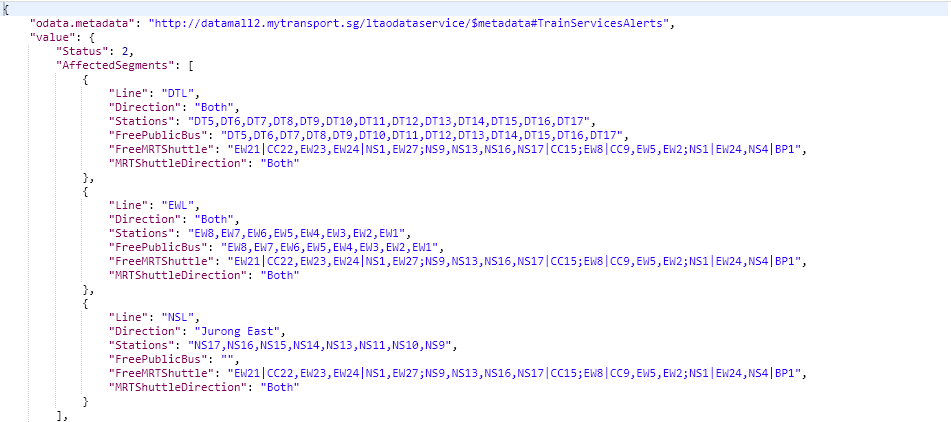 {
"odata.metadata": "http://datamall2.mytransport.sg/ltaodataservice/$metadata#TrainServicesAlerts",
"value": {
"Status": 2,
"AffectedSegments": [
{
"Line": "DTL",
"Direction": "Both",
"Stations": "DT5,DT6,DT7,DT8,DT9,DT10,DT11,DT12,DT13,DT14,DT15,DT16,DT17",
"FreePublicBus": "DT5,DT6,DT7,DT8,DT9,DT10,DT11,DT12,DT13,DT14,DT15,DT16,DT17",
"FreeMRTShuttle": "EW21|CC22,EW23,EW24|NS1,EW27;NS9,NS13,NS16,NS17|CC15;EW8|CC9,EW5,EW2;NS1|EW24,NS4|BP1",
"MRTShuttleDirection": "Both"
},
{
"Line": "EWL",
"Direction": "Both",
"Stations": "EW8,EW7,EW6,EW5,EW4,EW3,EW2,EW1",
"FreePublicBus": "EW8,EW7,EW6,EW5,EW4,EW3,EW2,EW1",
"FreeMRTShuttle": "EW21|CC22,EW23,EW24|NS1,EW27;NS9,NS13,NS16,NS17|CC15;EW8|CC9,EW5,EW2;NS1|EW24,NS4|BP1",
"MRTShuttleDirection": "Both"
},
{
"Line": "NSL",
"Direction": "Jurong East",
"Stations": "NS17,NS16,NS15,NS14,NS13,NS11,NS10,NS9",
"FreePublicBus": "",
"FreeMRTShuttle": "EW21|CC22,EW23,EW24|NS1,EW27;NS9,NS13,NS16,NS17|CC15;EW8|CC9,EW5,EW2;NS1|EW24,NS4|BP1",
"MRTShuttleDirection": "Both"
}
],